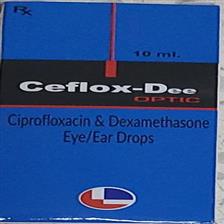 Rx
10 ml.
Ceflox-Dee
OPTIC
Ciprofloxacin & Dexamethasone
Eye/Ear Drops